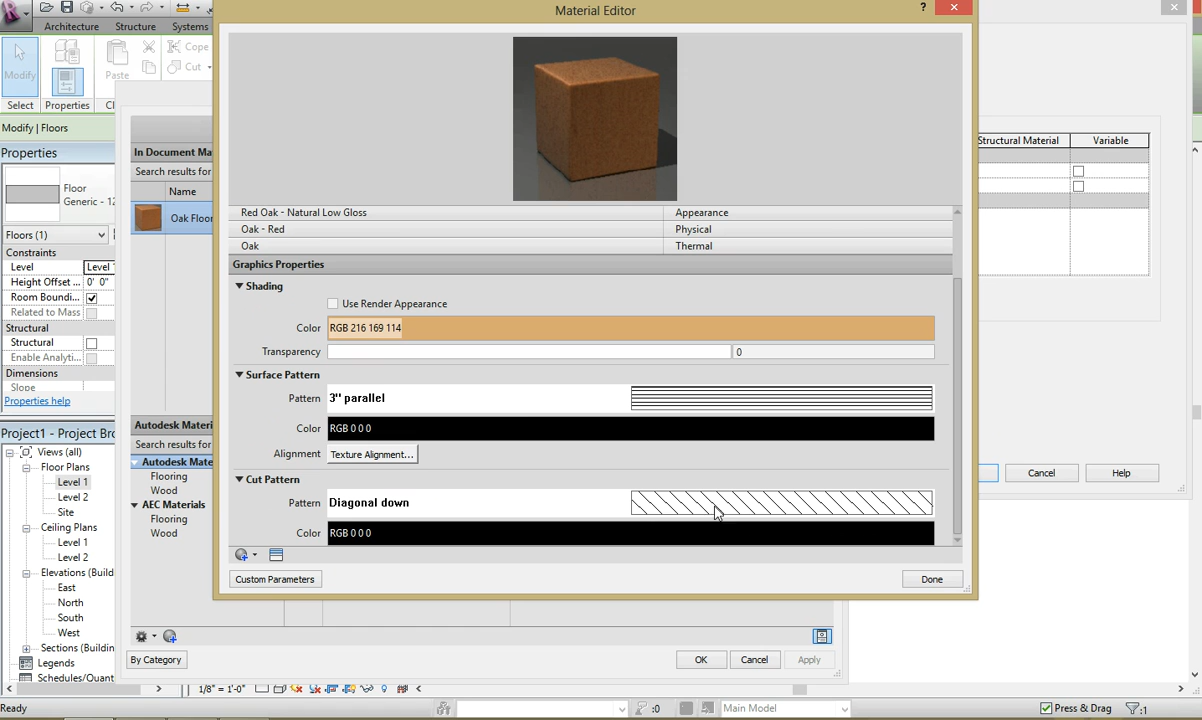 Material Editor
?
Architecture Structure Systems
Modify Paste Cope
Cut
Select Properties
Modify | Floors
Properties
Floor
Generic - 12
Floors (1)
Constraints
Level Level
Height Offset ... 0' 0"
Room Boundi...
Related to Mass
Structural
Structural
Enable Analyti...
Dimensions
Slope
Properties help
Project1 - Project Bro
Views (all)
Floor Plans
Level 1
Level 2
Site
Ceiling Plans
Level 1
Level 2
Elevations (Build
East
North
South
West
Sections (Buildin
Legends
Schedules/Quant
In Document Ma
Search results for
Name
Oak Floor
Autodesk Materi
Search results for
Autodesk Mate
Flooring
Wood
AEC Materials
Flooring
Wood
Red Oak - Natural Low Gloss Appearance
Oak - Red Physical
Oak Thermal
Graphics Properties
Shading
Use Render Appearance
Color RGB 216 169 114
Transparency 0
Surface Pattern
Pattern 3" parallel
Color RGB 0 0 0
Alignment Texture Alignment...
Cut Pattern
Pattern Diagonal down
Color RGB 0 0 0
Custom Parameters Done
Structural Material Variable
Cancel Help
By Category OK Cancel Apply
1/8" = 1'-0"
Ready :0 Main Model Press & Drag :1